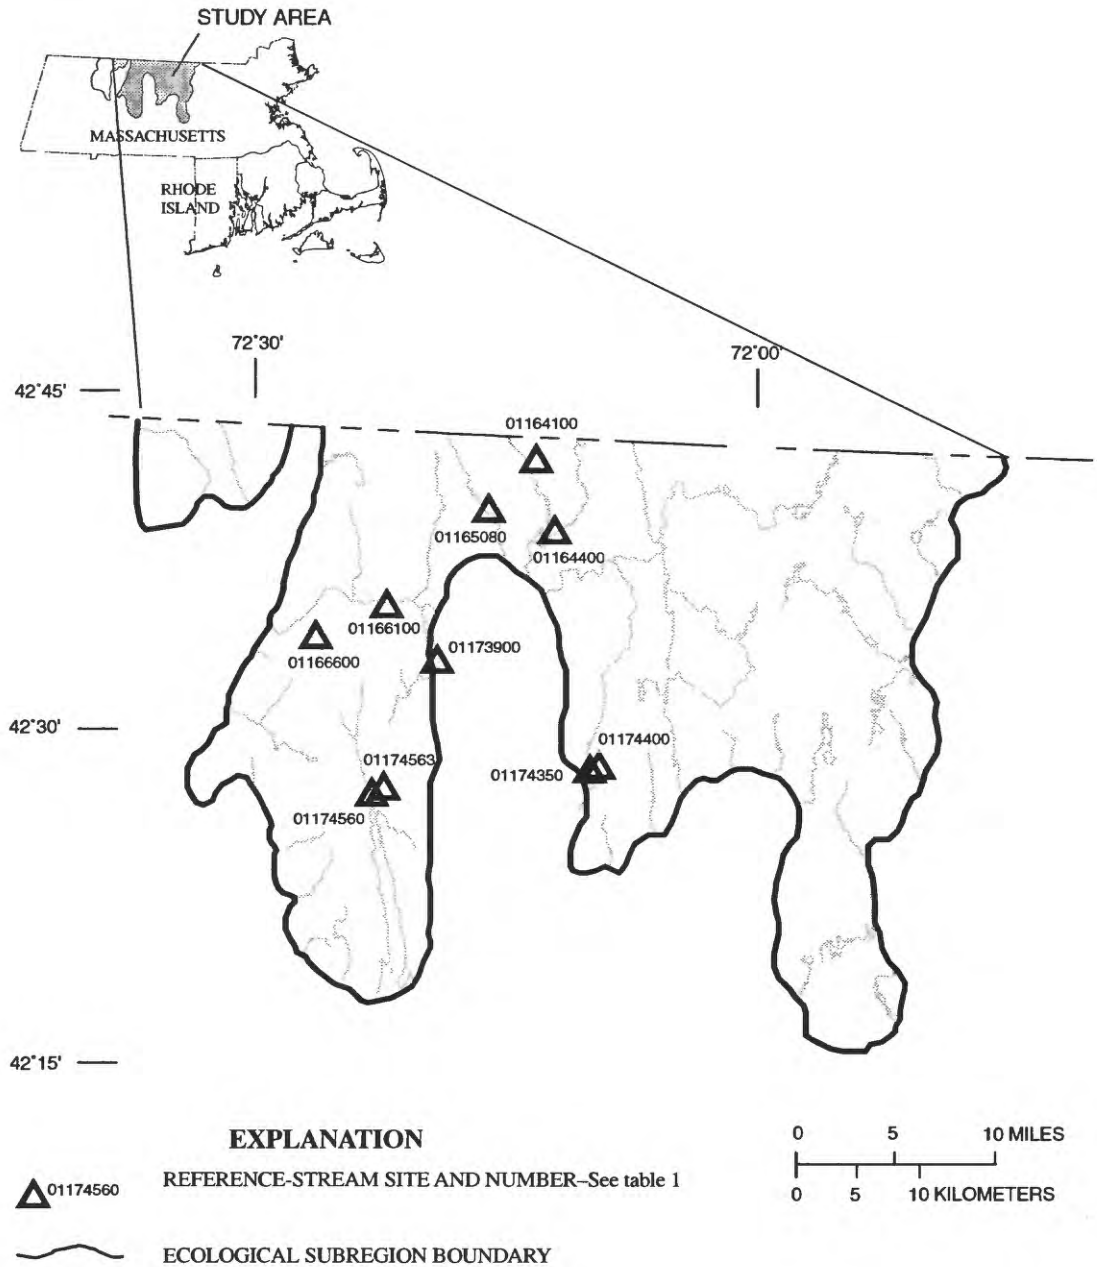 STUDY AREA
MASSACHUSETTS
RHODE
ISLAND
72°30'
72°00'
42°45'
01164100
01165080
01164400
01166100
01166600
01173900
42°30'
01174400
01174563
01174350
01174560
42°15'
EXPLANATION
01174560
REFERENCE-STREAM SITE AND NUMBER–See table 1
ECOLOGICAL SUBREGION BOUNDARY
0 5 10 MILES
0 5 10 KILOMETERS